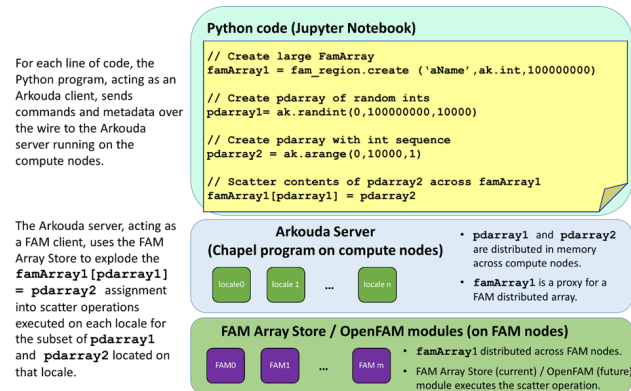 Python code (Jupyter Notebook)
// Create large FamArray
famArray1 = fam_region.create (‘aName’,ak.int,100000000)
// Create pdarray of random ints
pdarray1= ak.randint(0,100000000,10000)
// Create pdarray with int sequence
pdarray2 = ak.arange(0,10000,1)
// Scatter contents of pdarray2 across famArray1
famArray1[pdarray1] = pdarray2
For each line of code, the
Python program, acting as an
Arkouda client, sends
commands and metadata over
the wire to the Arkouda
server running on the
compute nodes.
The Arkouda server, acting as
a FAM client, uses the FAM
Array Store to explode the
famArray1[pdarray1]
= pdarray2 assignment
into scatter operations
executed on each locale for
the subset of pdarray1
and pdarray2 located on
that locale.
Arkouda Server
(Chapel program on compute nodes)
locale0
locale 1
...
locale n
• pdarray1 and pdarray2
are distributed in memory
across compute nodes.
• famArray1 is a proxy for a
FAM distributed array.
FAM Array Store / OpenFAM modules (on FAM nodes)
FAM0
FAM1
...
FAM m
• famArray1 distributed across FAM nodes.
• FAM Array Store (current) / OpenFAM (future)
module executes the scatter operation.